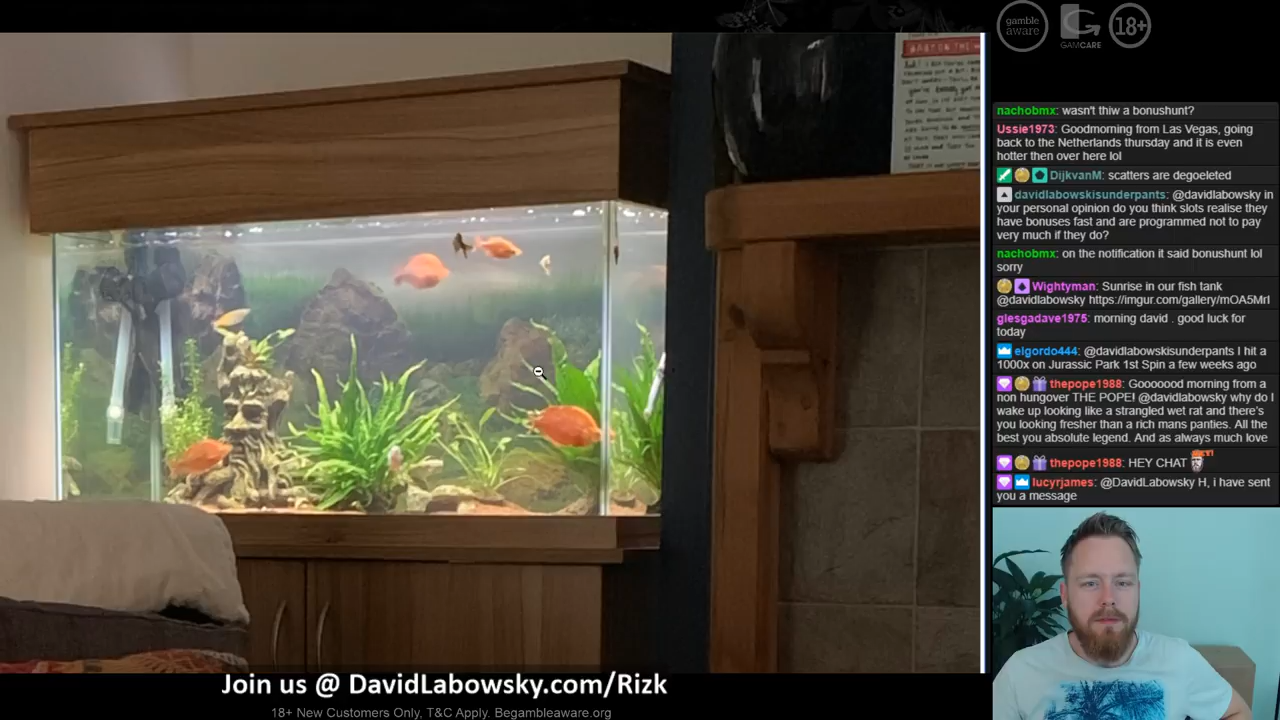 gamble
aware
GAMCARE
18+
BABY ON THE
nachobmx: wasn't thiw a bonushunt?
Ussie1973: Goodmorning from Las Vegas, going
back to the Netherlands thursday and it is even
hotter then over here lol
DijkvanM: scatters are degoeleted
davidlabowskisunderpants: @davidlabowsky in
your personal opinion do you think slots realise they
have bonuses fast and are programmed not to pay
very much if they do?
nachobmx: on the notification it said bonushunt lol
sorry
Wightyman: Sunrise in our fish tank
@davidlabowsky https://imgur.com/gallery/mOA5Mrl
glesgadave1975: morning david . good luck for
today
elgordo444: @davidlabowskisunderpants I hit a
1000x on Jurassic Park 1st Spin a few weeks ago
thepope1988: Gooooood morning from a
non hungover THE POPE! @davidlabowsky why do I
wake up looking like a strangled wet rat and there's
you looking fresher than a rich mans panties. All the
best you absolute legend. And as always much love
thepope1988: HEY CHAT HEY!
lucyrjames: @DavidLabowsky H, i have sent
you a message
Join us @ DavidLabowsky.com/Rizk
18+ New Customers Only, T&C Apply. Begambleaware.org